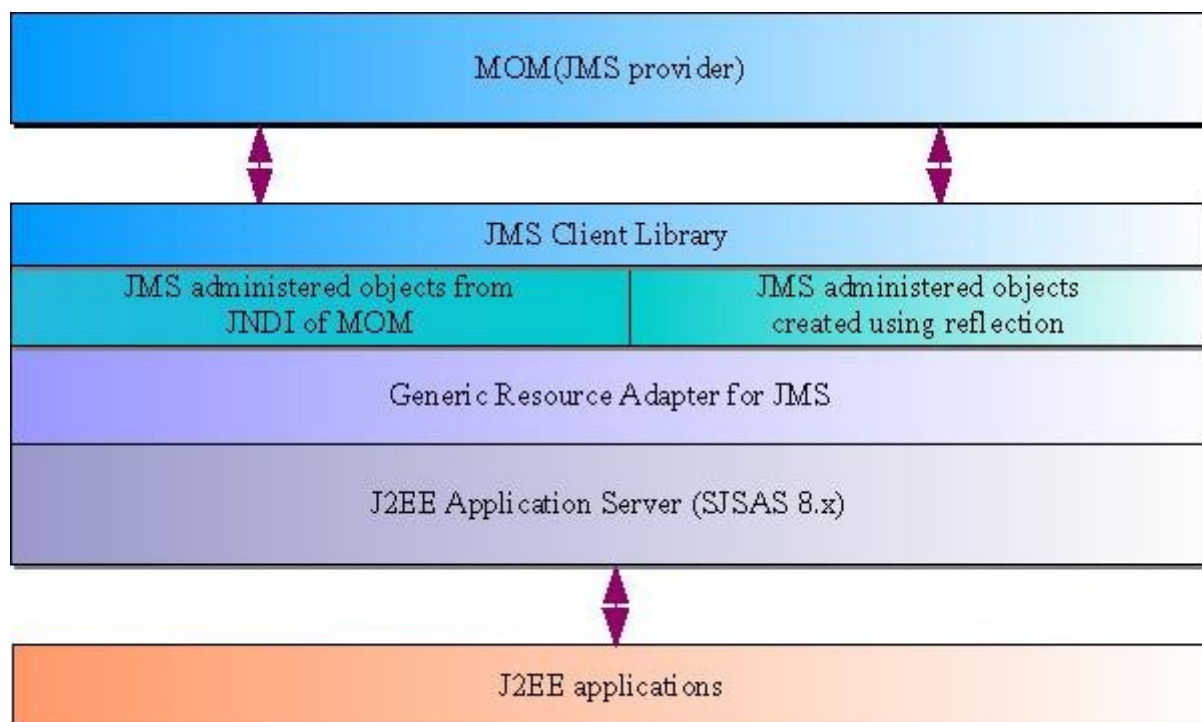 MOM(JMS provider)
JMS Client Library
JMS administered objects from
JNDI of MOM
JMS administered objects
created using reflection
Generic Resource Adapter for JMS
J2EE Application Server (SJSAS 8.x)
J2EE applications